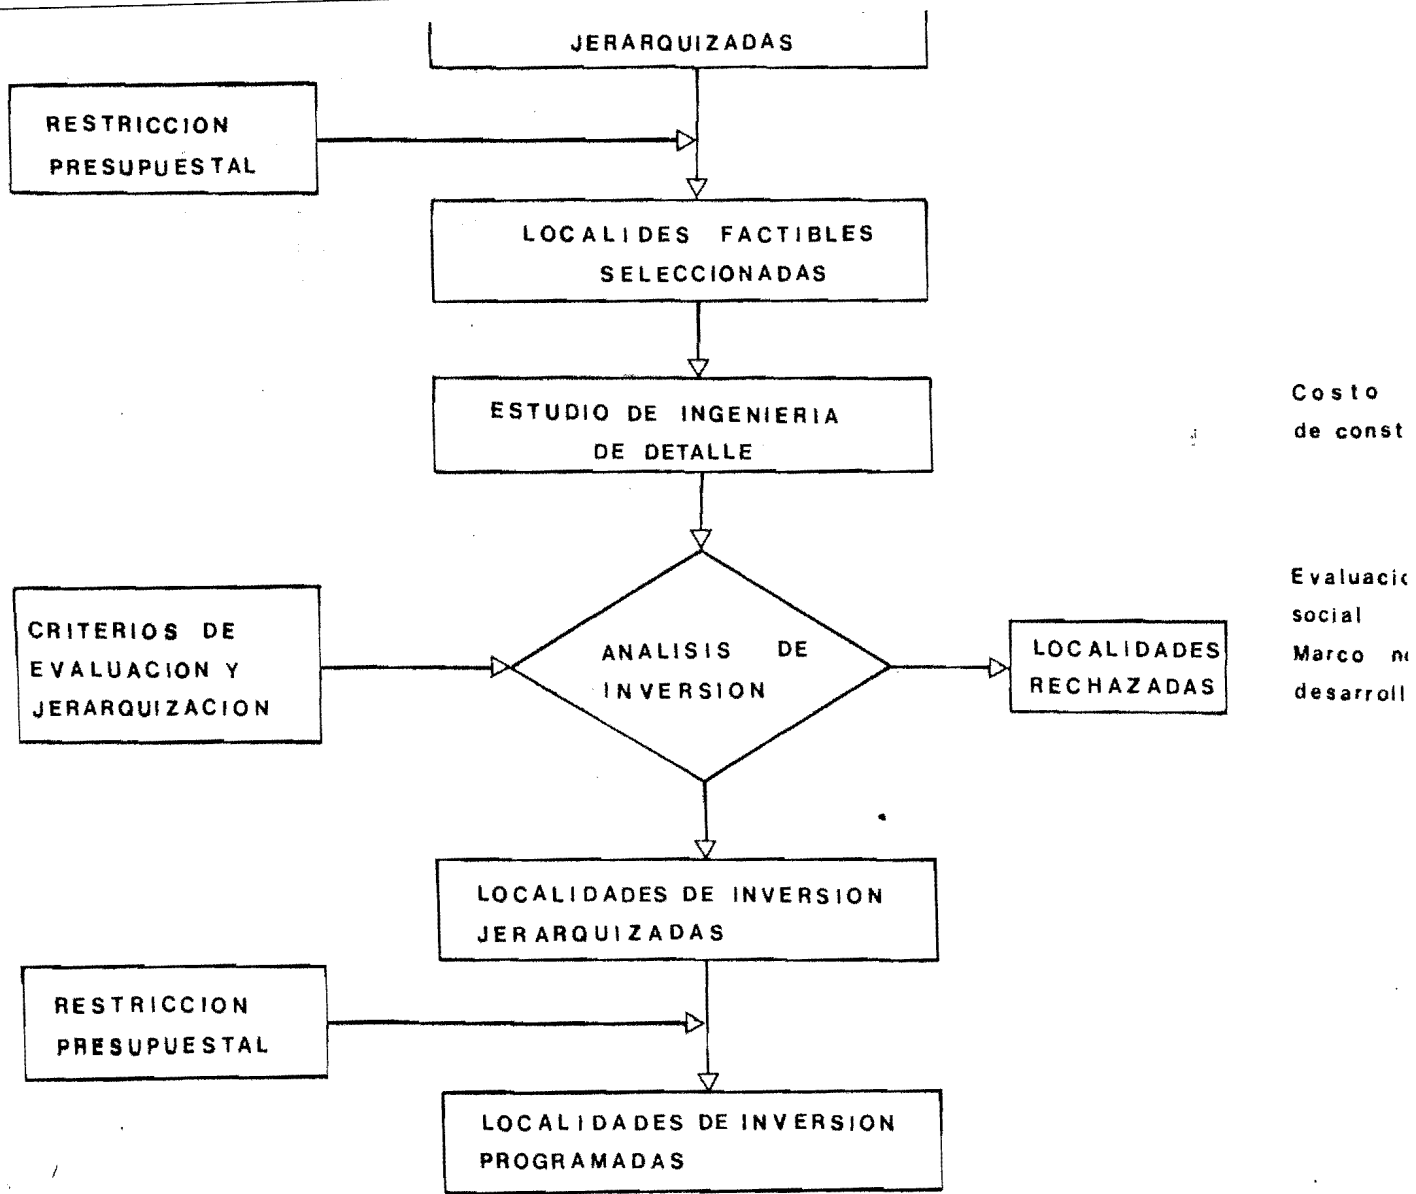 JERARQUIZADAS
RESTRICCION
PRESUPUESTAL
LOCALIDES FACTIBLES
SELECCIONADAS
ESTUDIO DE INGENIERIA
DE DETALLE
Costo
de const
CRITERIOS DE
EVALUACION Y
JERARQUIZACION
ANALISIS DE
INVERSION
LOCALIDADES
RECHAZADAS
social
Marco
desarroll
LOCALIDADES DE INVERSION
JERARQUIZADAS
RESTRICCION
PRESUPUESTAL
LOCALIDADES DE INVERSION
PROGRAMADAS